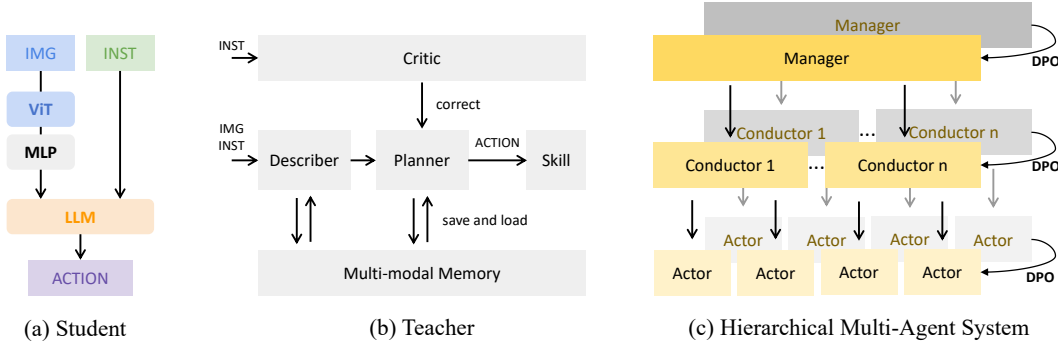 IMG
INST
ViT
MLP
LLM
ACTION
(a) Student
INST
Critic
correct
IMG
INST
Describer
Planner
ACTION
Skill
save and load
Multi-modal Memory
(b) Teacher
Manager
Manager
DPO
Conductor 1
...
Conductor n
Conductor 1
...
Conductor n
DPO
Actor
Actor
Actor
Actor
Actor
Actor
Actor
Actor
DPO
(c) Hierarchical Multi-Agent System